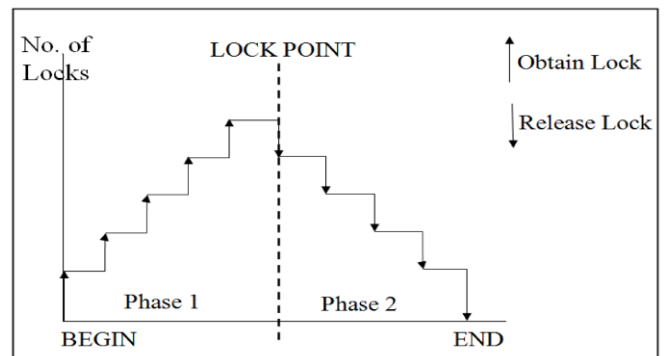 No. of
Locks
LOCK POINT
Obtain Lock
Release Lock
Phase 1
Phase 2
BEGIN
END